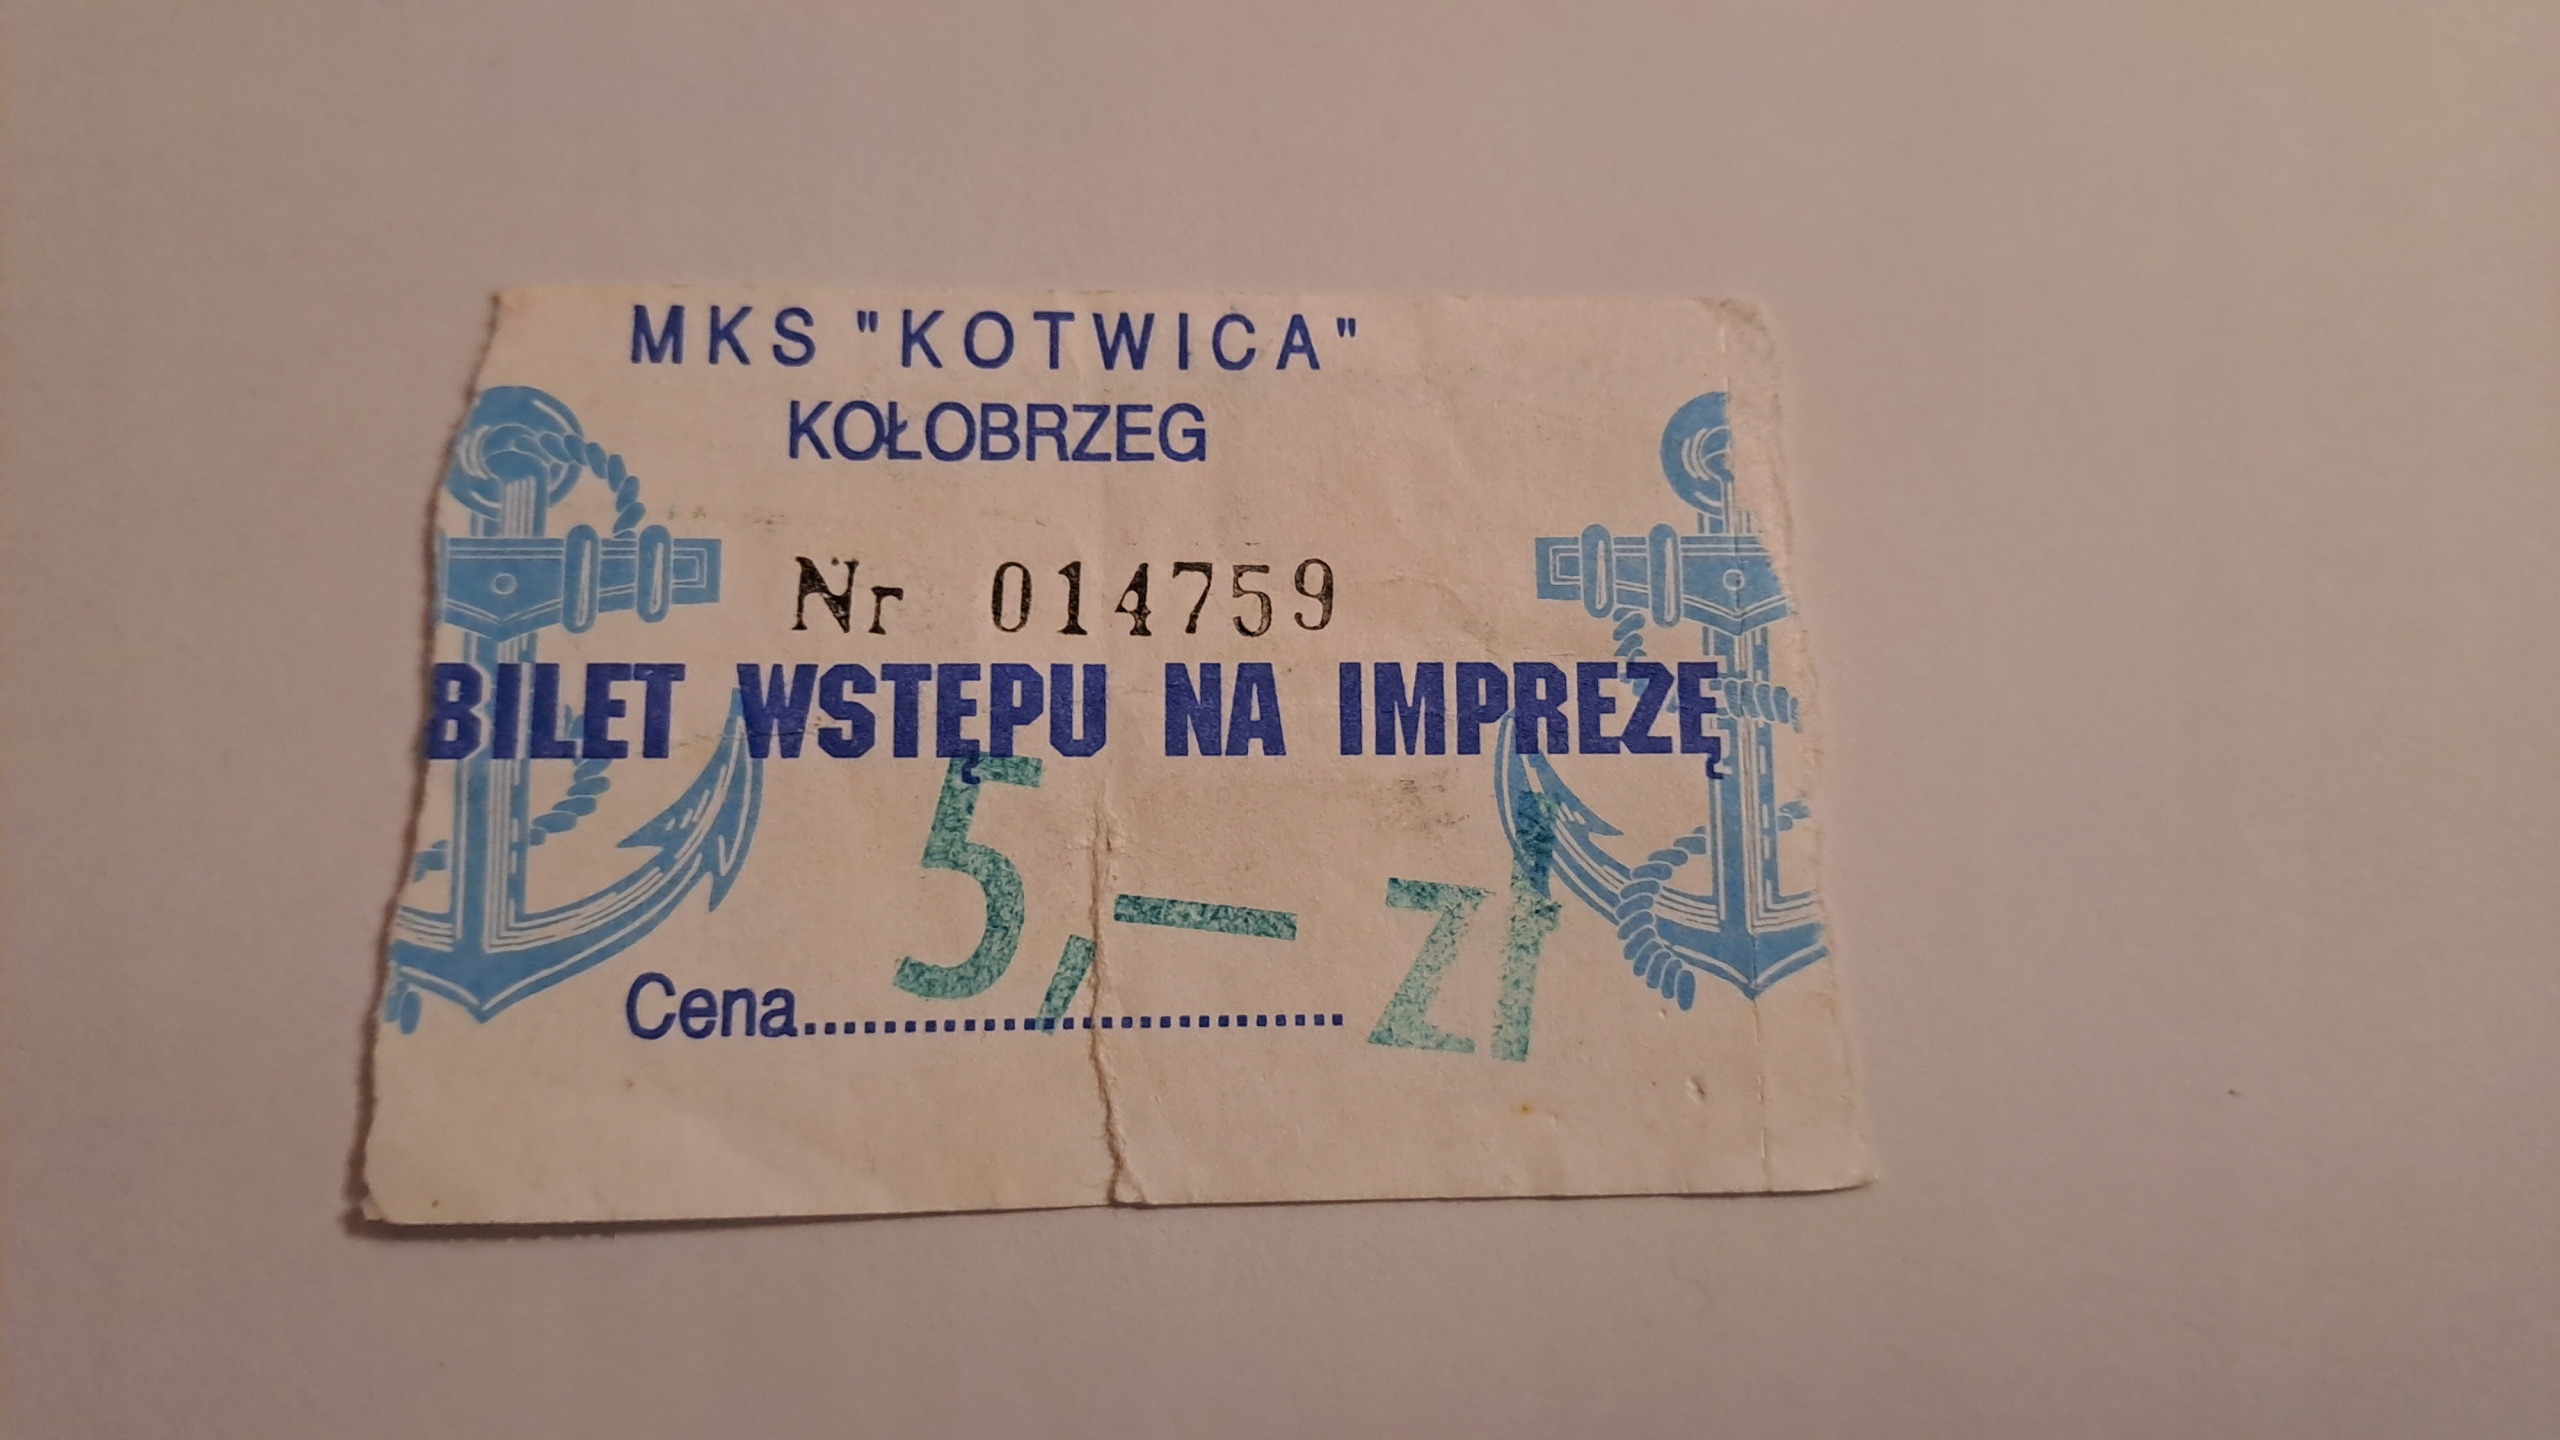 MKS "KOTWICA"
KOŁOBRZEG
Nr 014759
BILET WSTĘPU NA IMPREZĘ
5,- zł
Cena....................................